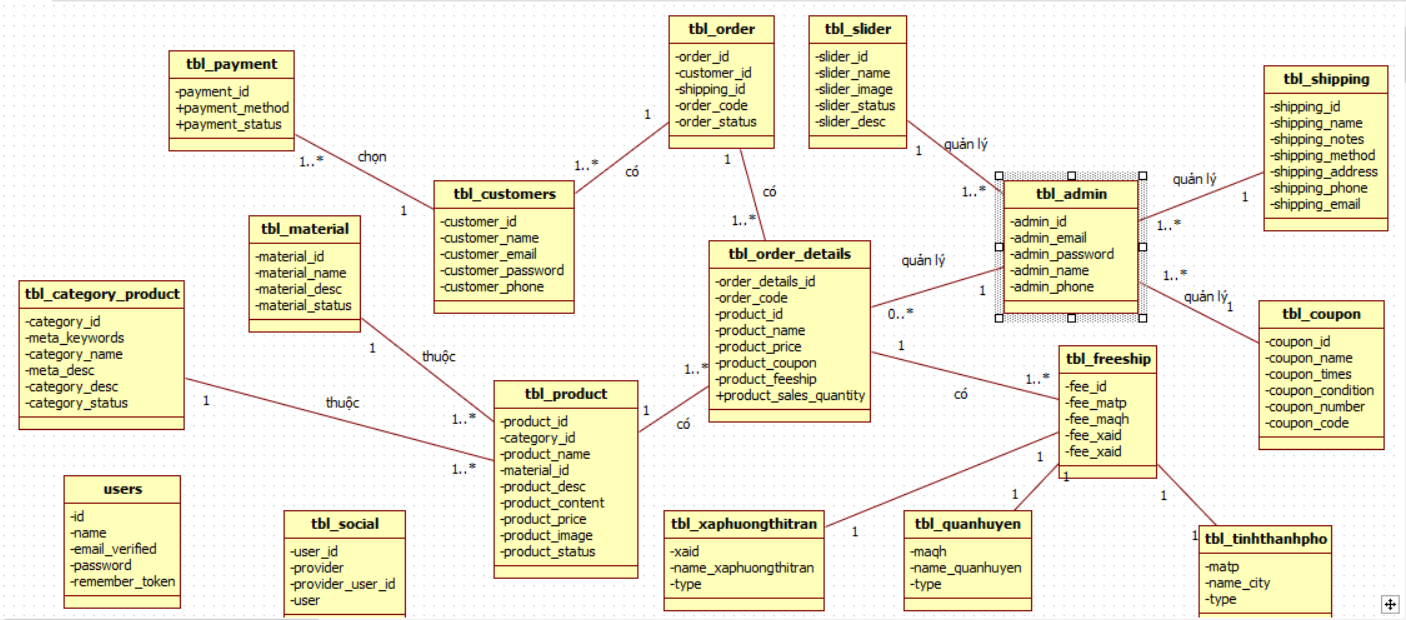 tbl_payment
-payment_id
+payment_method
+payment_status
1..*
chọn
1
tbl_order
-order_id
-customer_id
-shipping_id
-order_code
-order_status
1
1..*
có
1
có
1..*
tbl_slider
-slider_id
-slider_name
-slider_image
-slider_status
-slider_desc
1
quản lý
1..*
tbl_shipping
-shipping_id
-shipping_name
-shipping_notes
-shipping_method
-shipping_address
-shipping_phone
-shipping_email
quản lý
1
1..*
tbl_customers
-customer_id
-customer_name
-customer_email
-customer_password
-customer_phone
tbl_admin
-admin_id
-admin_email
-admin_password
-admin_name
-admin_phone
tbl_material
-material_id
-material_name
-material_desc
-material_status
1
thuộc
1..*
tbl_order_details
-order_details_id
-order_code
-product_id
-product_name
-product_price
-product_coupon
-product_feeship
+product_sales_quantity
quản lý
1
0..*
1..*
quản lý
1
tbl_category_product
-category_id
-meta_keywords
-category_name
-meta_desc
-category_desc
-category_status
1
thuộc
1..*
tbl_coupon
-coupon_id
-coupon_name
-coupon_times
-coupon_condition
-coupon_number
-coupon_code
1
1..*
có
tbl_freeship
-fee_id
-fee_matp
-fee_maqh
-fee_xaid
-fee_xaid
tbl_product
-product_id
-category_id
-product_name
-material_id
-product_desc
-product_content
-product_price
-product_image
-product_status
1..*
1
có
1
1
1
1
1
1
users
-id
-name
-email_verified
-password
-remember_token
tbl_social
-user_id
-provider
-provider_user_id
-user
tbl_xaphuongthitran
-xaid
-name_xaphuongthitran
-type
tbl_quanhuyen
-maqh
-name_quanhuyen
-type
tbl_tinhthanhpho
-matp
-name_city
-type